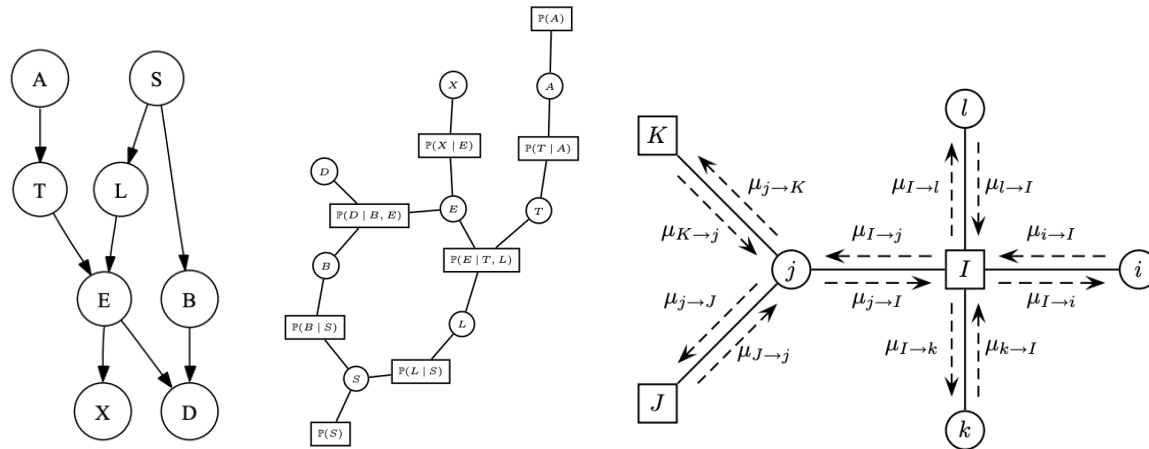 A
S
T
L
E
B
X
D
ℙ(A)
X
A
ℙ(X | E)
ℙ(T | A)
D
ℙ(D | B, E)
E
T
ℙ(E | T, L)
B
ℙ(B | S)
L
S
ℙ(L | S)
ℙ(S)
l
K
μ_{j→K}
μ_{I→l}
μ_{l→I}
μ_{K→j}
μ_{I→j}
μ_{i→I}
j
I
i
μ_{j→J}
μ_{j→I}
μ_{I→i}
μ_{J→j}
μ_{I→k}
μ_{k→I}
J
k